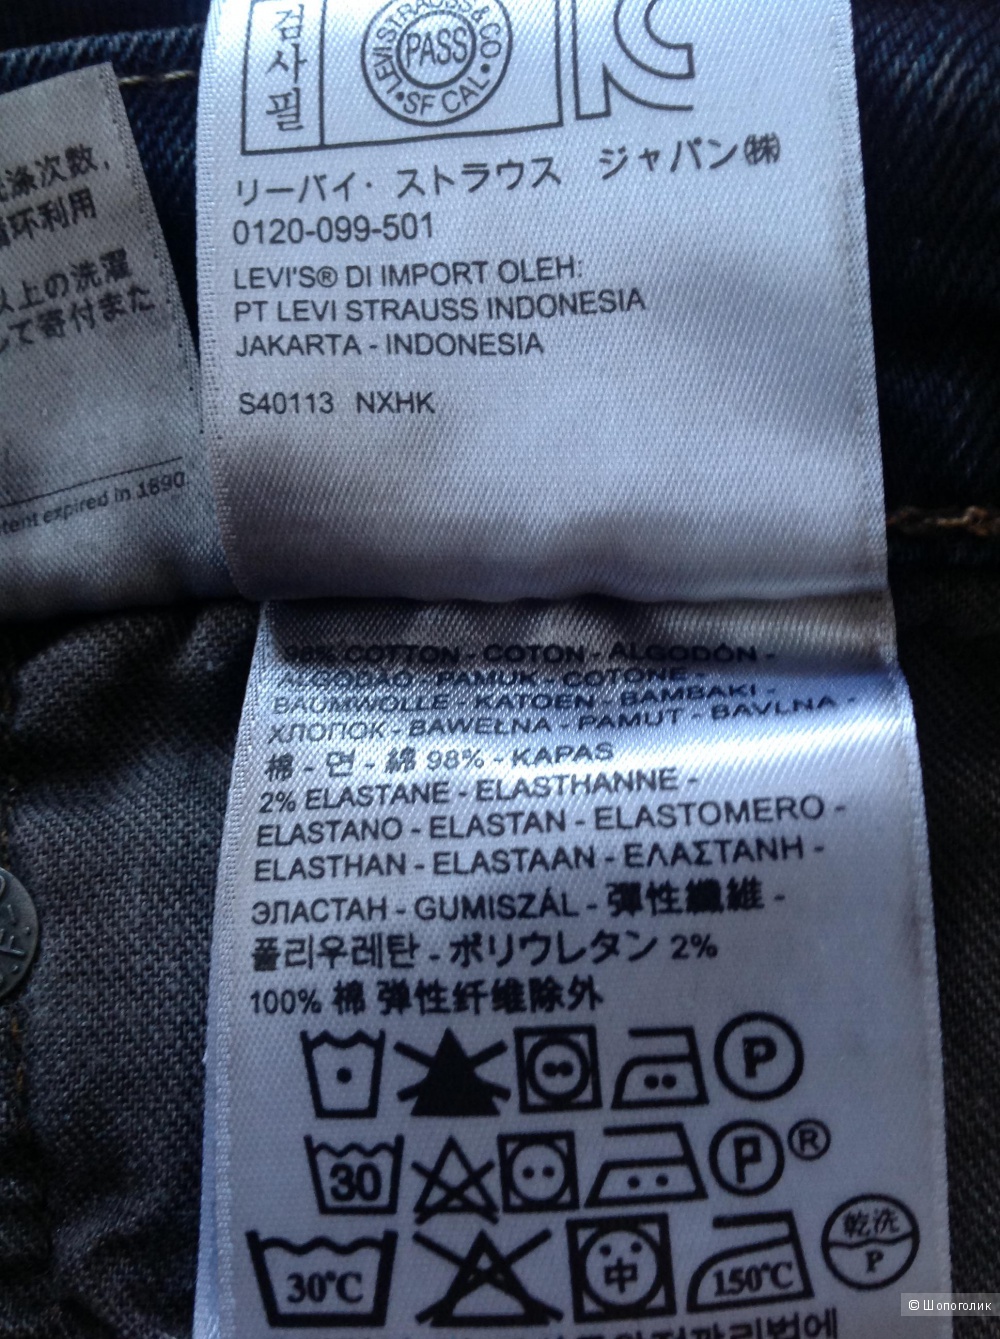 洗涤次数,
循环利用
以上の洗濯
して寄付また
tent expired in 1890.
검사필
LEVI STRAUSS & CO
PASS
SF CAL
リーバイ・ストラウス ジャパン㈱
0120-099-501
LEVI'S® DI IMPORT OLEH:
PT LEVI STRAUSS INDONESIA
JAKARTA - INDONESIA
S40113 NXHK
98% COTTON - COTON - ALGODÓN -
ALGODÃO - PAMUK - COTONE -
BAUMWOLLE - KATOEN - BAMBAKI -
ХЛОПОК - BAWEŁNA - PAMUT - BAVLNA -
棉 - 면 - 綿 98% - KAPAS
2% ELASTANE - ELASTHANNE -
ELASTANO - ELASTAN - ELASTOMERO -
ELASTHAN - ELASTAAN - ΕΛΑΣΤΑΝΗ -
ЭЛАСТАН - GUMISZÁL - 彈性纖維 -
폴리우레탄 - ポリウレタン 2%
100% 棉 弹性纤维除外
P
30 P ®
30°C 中 150°C 乾洗 P
© Шопоголик